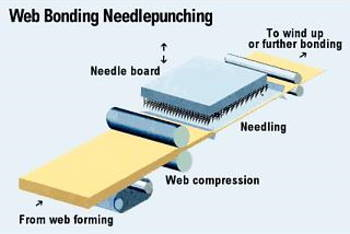 Web Bonding Needlepunching
To wind up
or further bonding
Needle board
Needling
Web compression
From web forming